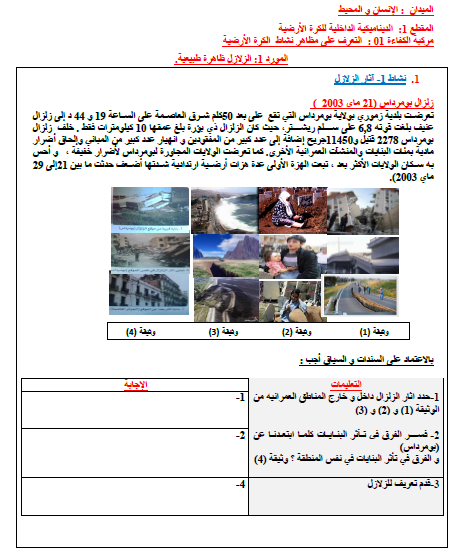 الميدان : الإنسان و المحيط
المقطع 1: الديناميكية الداخلية للكرة الأرضية
مركبة الكفاءة 01 : التعرف على مظاهر نشاط الكرة الأرضية
المورد 1: الزلازل ظاهرة طبيعية.
1. نشاط 1- آثار الزلازل
زلزال بومرداس (21 ماي 2003 )
تعرضت بلدية زموري بولاية بومرداس التي تقع على بعد 50كلم شرق العاصمة على الساعة 19 و 44 د إلى زلزال
عنيف بلغت قوته 6,8 على سلم ريشتر، حيث كان الزلزال ذي بؤرة بلغ عمقها 10 كيلومترات فقط . خلف زلزال
بومرداس 2278 قتيل و11450جريح إضافة إلى عدد كبير من المفقودين و انهيار عدد كبير من المباني وإلحاق أضرار
مادية بمئات البنايات والمنشآت العمرانية الأخرى. كما تعرضت الولايات المجاورة لبومرداس لأضرار خفيفة ، و أحس
به سكان الولايات الأكثر بعد ، تبعت الهزة الأولى عدة هزات أرضية ارتدادية شدتها أضعف حدثت ما بين 21إلى 29
ماي 2003).
وثيقة (1)
وثيقة (2)
وثيقة (3)
وثيقة (4)
بالاعتماد على السندات و السياق أجب :
التعليمات
الإجابة
1-حدد اثار الزلزال داخل و خارج المناطق العمرانيه من
الوثيقة (1) و (2) و (3)
1-
2- فسر الفرق في تأثر البنايات كلما ابتعدنا عن
(بومرداس)
و الفرق في تأثر البنايات في نفس المنطقة ؟ وثيقة (4)
2-
3-قدم تعريف للزلازل
4-